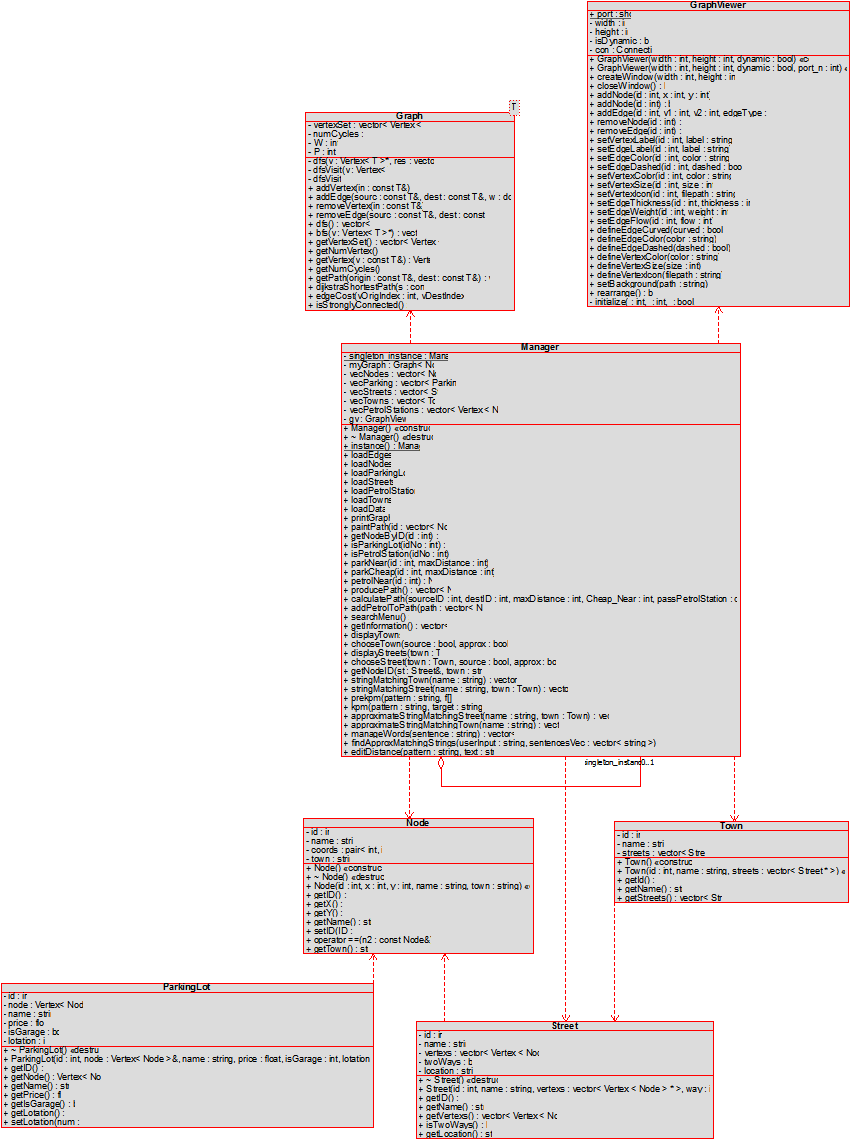 GraphViewer
+ port : sho
- width : i
- height : i
- isDynamic : b
- con : Connecti
+ GraphViewer(width : int, height : int, dynamic : bool) «c
+ GraphViewer(width : int, height : int, dynamic : bool, port_n : int) «
+ createWindow(width : int, height : in
+ closeWindow() : 
+ addNode(id : int, x : int, y : int)
+ addNode(id : int) : b
+ addEdge(id : int, v1 : int, v2 : int, edgeType :
+ removeNode(id : int) :
+ removeEdge(id : int) :
+ setVertexLabel(id : int, label : string)
+ setEdgeLabel(id : int, label : string)
+ setEdgeColor(id : int, color : string)
+ setEdgeDashed(id : int, dashed : boo
+ setVertexColor(id : int, color : string)
+ setVertexSize(id : int, size : int
+ setVertexIcon(id : int, filepath : string)
+ setEdgeThickness(id : int, thickness : in
+ setEdgeWeight(id : int, weight : in
+ setEdgeFlow(id : int, flow : int)
+ defineEdgeCurved(curved : bool
+ defineEdgeColor(color : string)
+ defineEdgeDashed(dashed : bool)
+ defineVertexColor(color : string)
+ defineVertexSize(size : int)
+ defineVertexIcon(filepath : string)
+ setBackground(path : string)
+ rearrange() : b
- initialize( : int, : int, : bool
T
Graph
- vertexSet : vector< Vertex <
- numCycles :
- W : in
- P : int
- dfs(v : Vertex< T >*, res : vecto
- dfsVisit(v : Vertex<
- dfsVisit
+ addVertex(in : const T&)
+ addEdge(sourc : const T&, dest : const T&, w : do
+ removeVertex(in : const T&
+ removeEdge(sourc : const T&, dest : const
+ dfs() : vector<
+ bfs(v : Vertex< T >*) : vect
+ getVertexSet() : vector< Vertex
+ getNumVertex()
+ getVertex(v : const T&) : Verte
+ getNumCycles()
+ getPath(origin : const T&, dest : const T&) : v
+ dijkstraShortestPath(s : con
+ edgeCost(vOrigIndex : int, vDestIndex
+ isStronglyConnected()
Manager
- singleton_instance : Mana
- myGraph : Graph< No
- vecNodes : vector< No
- vecParking : vector< Parkin
- vecStreets : vector< S
- vecTowns : vector< To
- vecPetrolStations : vector< Vertex < N
- gv : GraphView
+ Manager() «construc
+ ~ Manager() «destruc
+ instance() : Manag
+ loadEdges
+ loadNodes
+ loadParkingLo
+ loadStreets
+ loadPetrolStation
+ loadTowns
+ loadData
+ printGraph
+ paintPath(id : vector< No
+ getNodeByID(id : int) :
+ isParkingLot(idNo : int) :
+ isPetrolStation(idNo : int)
+ parkNear(id : int, maxDistance : int)
+ parkCheap(id : int, maxDistance : int)
+ petrolNear(id : int) : N
+ producePath() : vector< N
+ calculatePath(sourceID : int, destID : int, maxDistance : int, Cheap_Near : int, passPetrolStation :
+ addPetrolToPath(path : vector< N
+ searchMenu()
+ getInformation() : vector<
+ displayTowns
+ chooseTown(source : bool, approx : bool
+ displayStreets(town : T
+ chooseStreet(town : Town, source : bool, approx : bo
+ getNodeID(st : Street&, town : str
+ stringMatchingTown(name : string) : vector
+ stringMatchingStreet(name : string, town : Town) : vecto
+ prekpm(pattern : string, f[]
+ kpm(pattern : string, target : string
+ approximateStringMatchingStreet(name : string, town : Town) : vec
+ approximateStringMatchingTown(name : string) : vect
+ manageWords(sentence : string) : vector<
+ findApproxMatchingStrings(userInput : string, sentencesVec : vector< string >)
+ editDistance(pattern : string, text : str
singleton_instan 0..1
Node
- id : in
- name : stri
- coords : pair< int, i
- town : strin
+ Node() «construc
+ ~ Node() «destruc
+ Node(id : int, x : int, y : int, name : string, town : string) «
+ getID() :
+ getX() :
+ getY() :
+ getName() : st
+ setID(ID :
+ operator ==(n2 : const Node&
+ getTown() : st
Town
- id : in
- name : stri
- streets : vector< Stre
+ Town() «construc
+ Town(id : int, name : string, streets : vector< Street * >) «
+ getId() :
+ getName() : st
+ getStreets() : vector< Str
ParkingLot
- id : in
- node : Vertex< Nod
- name : stri
- price : flo
- isGarage : bo
- lotation : i
+ ~ ParkingLot() «destru
+ ParkingLot(id : int, node : Vertex< Node >&, name : string, price : float, isGarage : int, lotation
+ getID() :
+ getNode() : Vertex< No
+ getName() : str
+ getPrice() : fl
+ getIsGarage() : 
+ getLotation() :
+ setLotation(num :
Street
- id : in
- name : stri
- vertexs : vector< Vertex < Noc
- twoWays : b
- location : stri
+ ~ Street() «destruc
+ Street(id : int, name : string, vertexs : vector< Vertex < Node > * >, way : i
+ getID() :
+ getName() : st
+ getVertexs() : vector< Vertex < No
+ isTwoWays() :
+ getLocation() : st